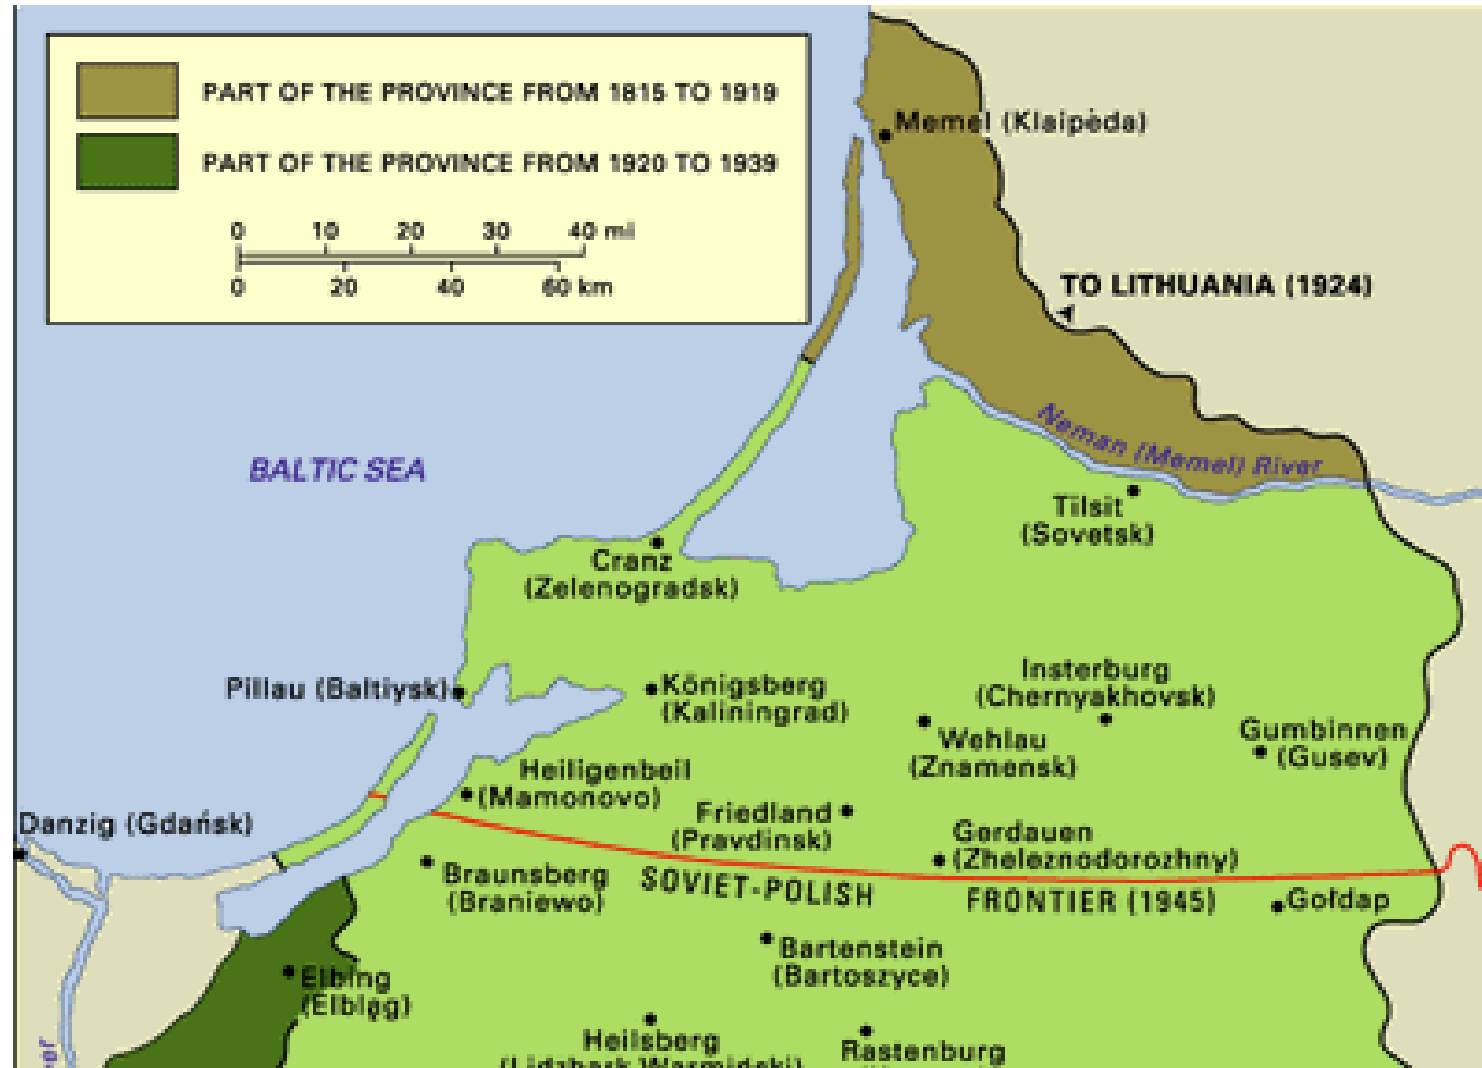 PART OF THE PROVINCE FROM 1815 TO 1919
PART OF THE PROVINCE FROM 1920 TO 1939
0 10 20 30 40 mi
0 20 40 60 km
Memel (Klaipėda)
TO LITHUANIA (1924)
Neman (Memel) River
BALTIC SEA
Tilsit
(Sovetsk)
Cranz
(Zelenogradsk)
Pillau (Baltiysk)
Königsberg
(Kaliningrad)
Insterburg
(Chernyakhovsk)
Wehlau
(Znamensk)
Gumbinnen
(Gusev)
Heiligenbeil
(Mamonovo)
Friedland
(Pravdinsk)
Danzig (Gdańsk)
Gerdauen
(Zheleznodorozhny)
Braunsberg
(Braniewo)
SOVIET-POLISH FRONTIER (1945)
Gołdap
Bartenstein
(Bartoszyce)
Elbing
(Elbląg)
Heilsberg
(Lidzbark Warmiński)
Rastenburg